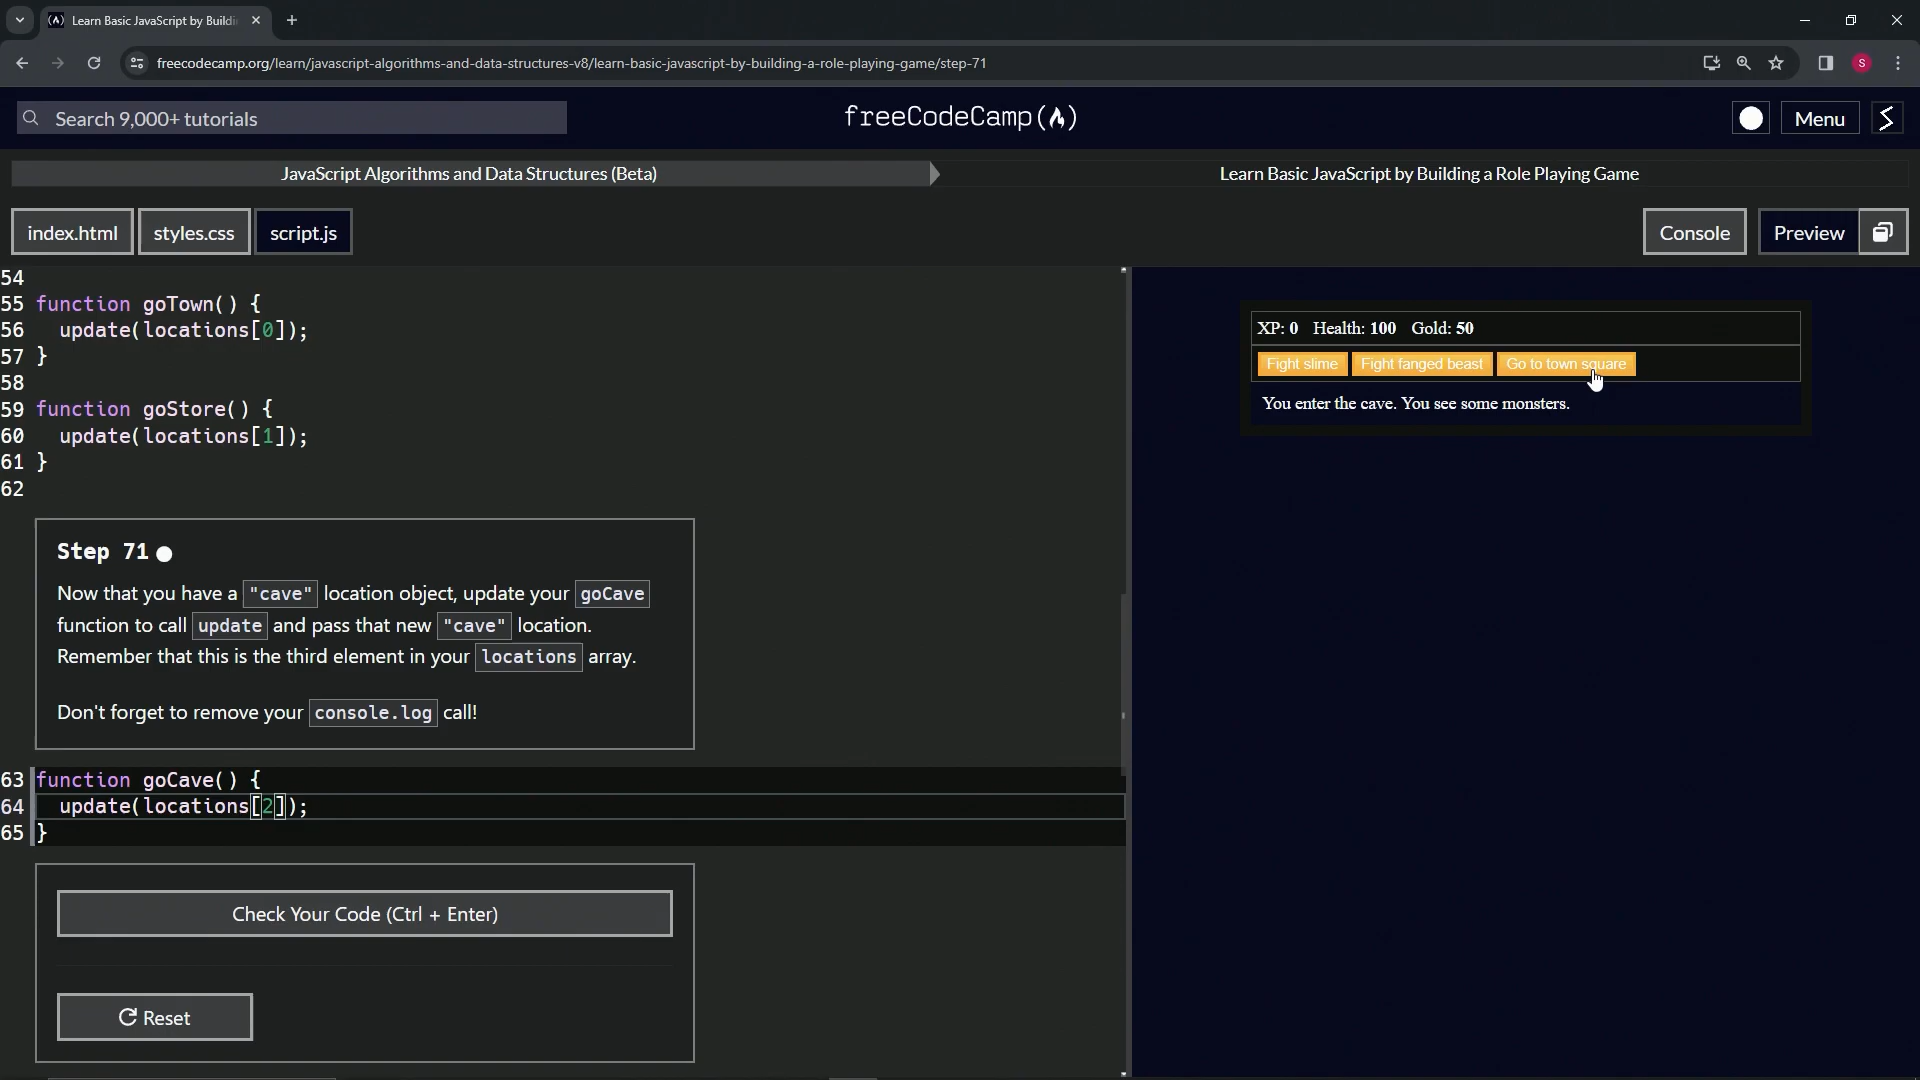 Learn Basic JavaScript by Buildi
freecodecamp.org/learn/javascript-algorithms-and-data-structures-v8/learn-basic-javascript-by-building-a-role-playing-game/step-71
S
Search 9,000+ tutorials
freeCodeCamp(A)
Menu
JavaScript Algorithms and Data Structures (Beta)
Learn Basic JavaScript by Building a Role Playing Game
index.html
styles.css
script.js
Console
Preview
54
55 function goTown() {
56   update(locations[0]);
57 }
58
59 function goStore() {
60   update(locations[1]);
61 }
62
Step 71
Now that you have a "cave" location object, update your goCave
function to call update and pass that new "cave" location.
Remember that this is the third element in your locations array.
Don't forget to remove your console.log call!
63 function goCave() {
64   update(locations[2]);
65 }
Check Your Code (Ctrl + Enter)
Reset
XP: 0 Health: 100 Gold: 50
Fight slime
Fight fanged beast
Go to town square
You enter the cave. You see some monsters.